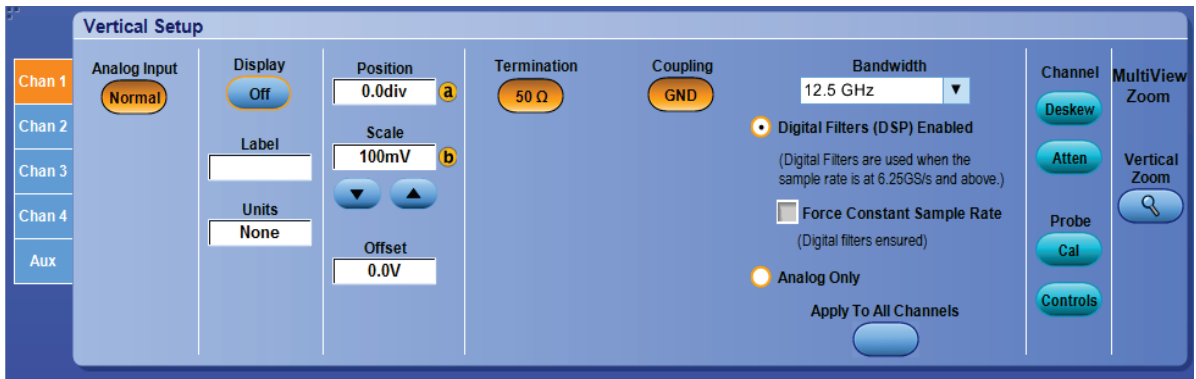 Vertical Setup
Chan 1
Chan 2
Chan 3
Chan 4
Aux
Analog Input
Normal
Display
Off
Label
Units
None
Position
0.0div
a
Scale
100mV
b
Offset
0.0V
Termination
50 Ω
Coupling
GND
Bandwidth
12.5 GHz
Digital Filters (DSP) Enabled
(Digital Filters are used when the
sample rate is at 6.25GS/s and above.)
Force Constant Sample Rate
(Digital filters ensured)
Analog Only
Apply To All Channels
Channel
Deskew
Atten
Probe
Cal
Controls
MultiView
Zoom
Vertical
Zoom